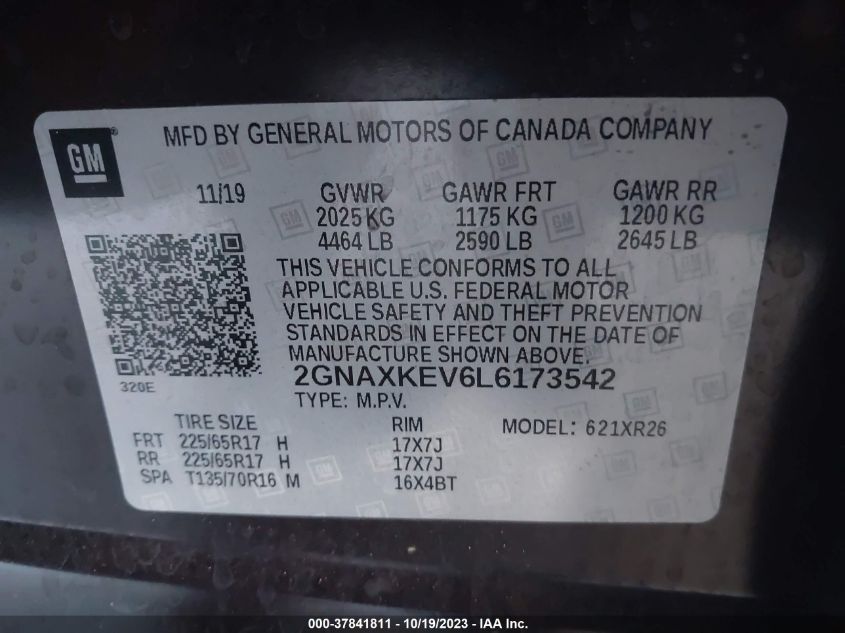 GM
MFD BY GENERAL MOTORS OF CANADA COMPANY
11/19 GVWR GAWR FRT GAWR RR
2025 KG 1175 KG 1200 KG
4464 LB 2590 LB 2645 LB
THIS VEHICLE CONFORMS TO ALL
APPLICABLE U.S. FEDERAL MOTOR
VEHICLE SAFETY AND THEFT PREVENTION
STANDARDS IN EFFECT ON THE DATE OF
MANUFACTURE SHOWN ABOVE.
320E
2GNAXKEV6L6173542
TYPE: M.P.V.
TIRE SIZE RIM MODEL: 621XR26
FRT 225/65R17 H 17X7J
RR 225/65R17 H 17X7J
SPA T135/70R16 M 16X4BT
000-37841811 - 10/19/2023 - IAA Inc.